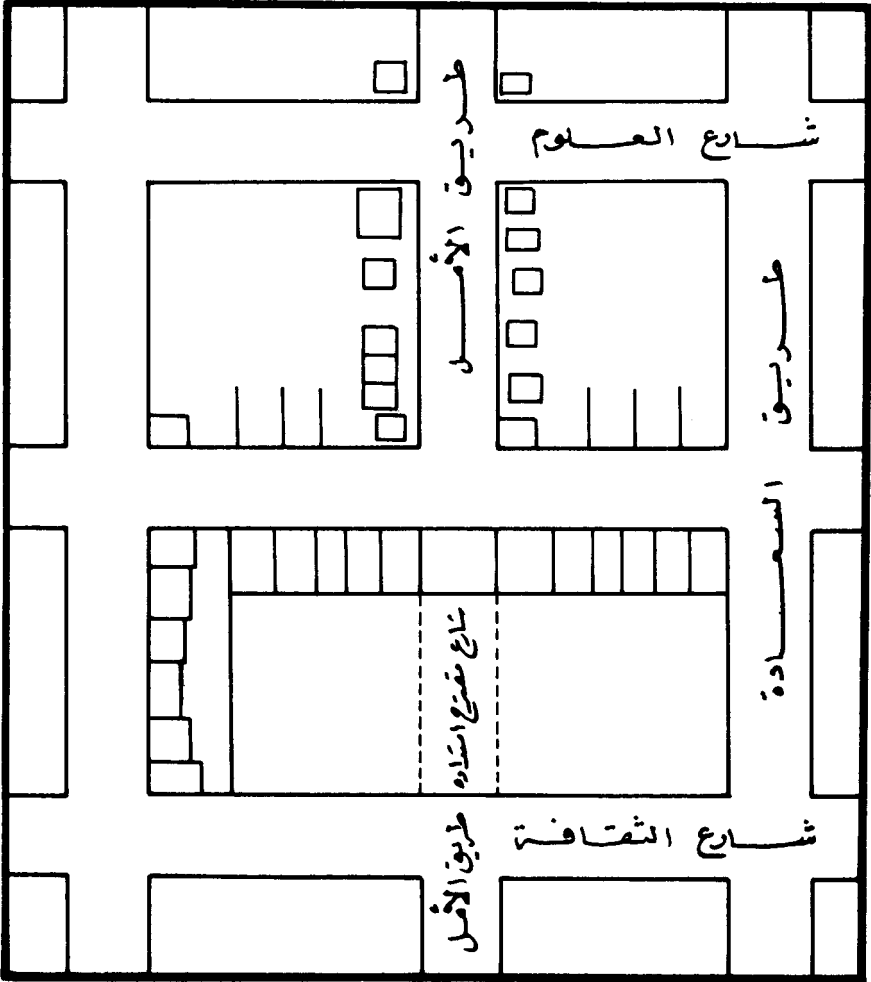 شارع العلوم
طريق الأمل
طريق السعادة
شارع مقترح امتداده
شارع الثقافة
طريق الأمل